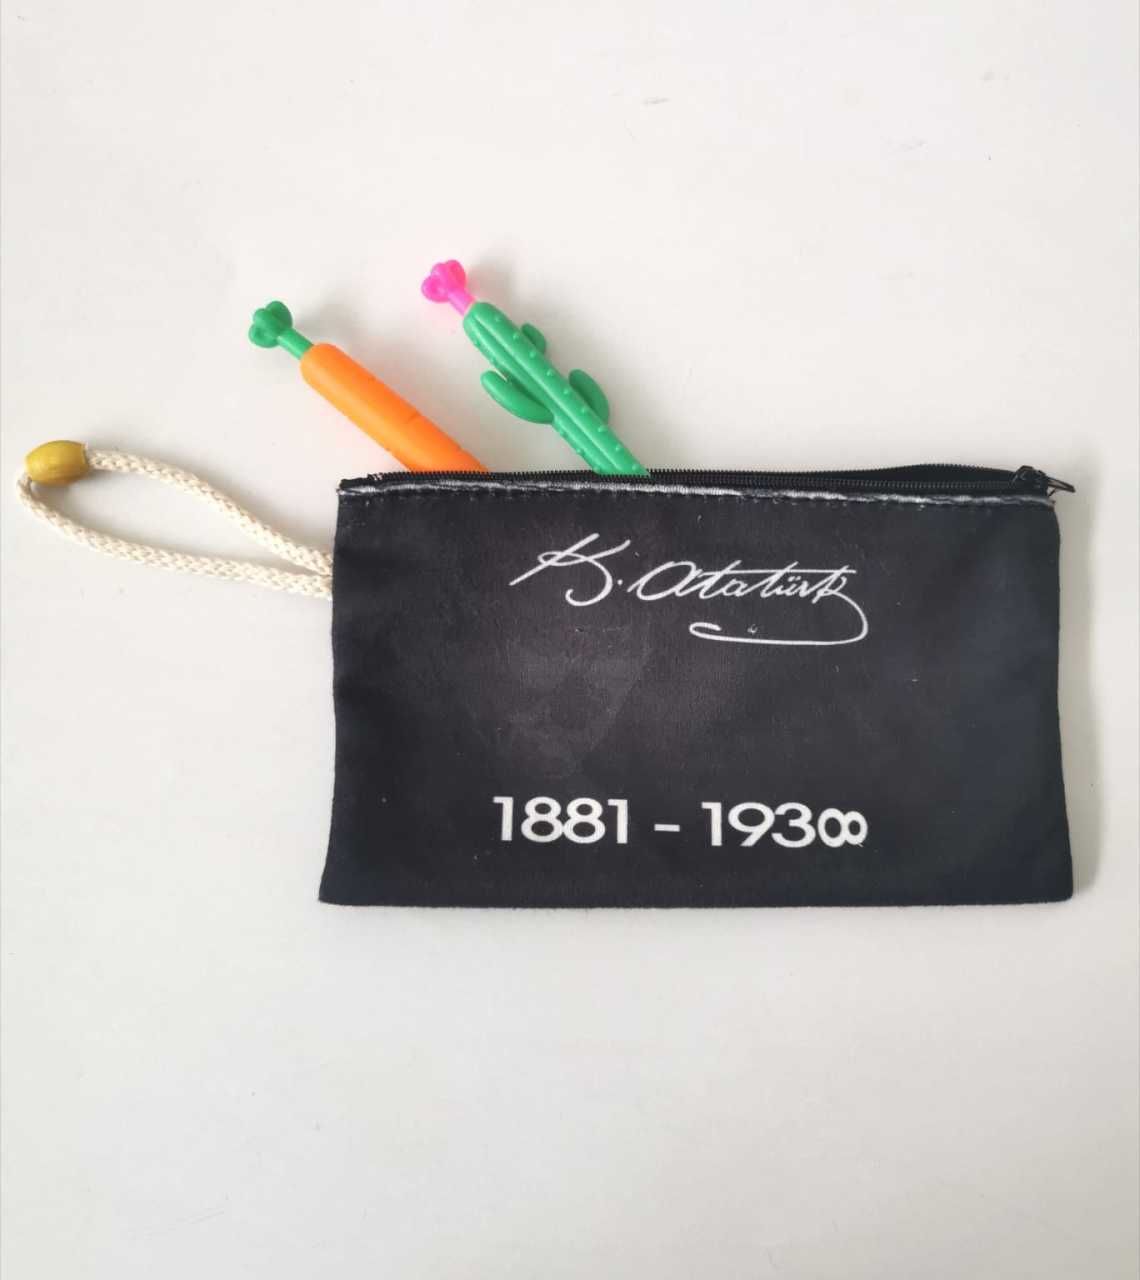 K. Atatürk
1881 - 193∞